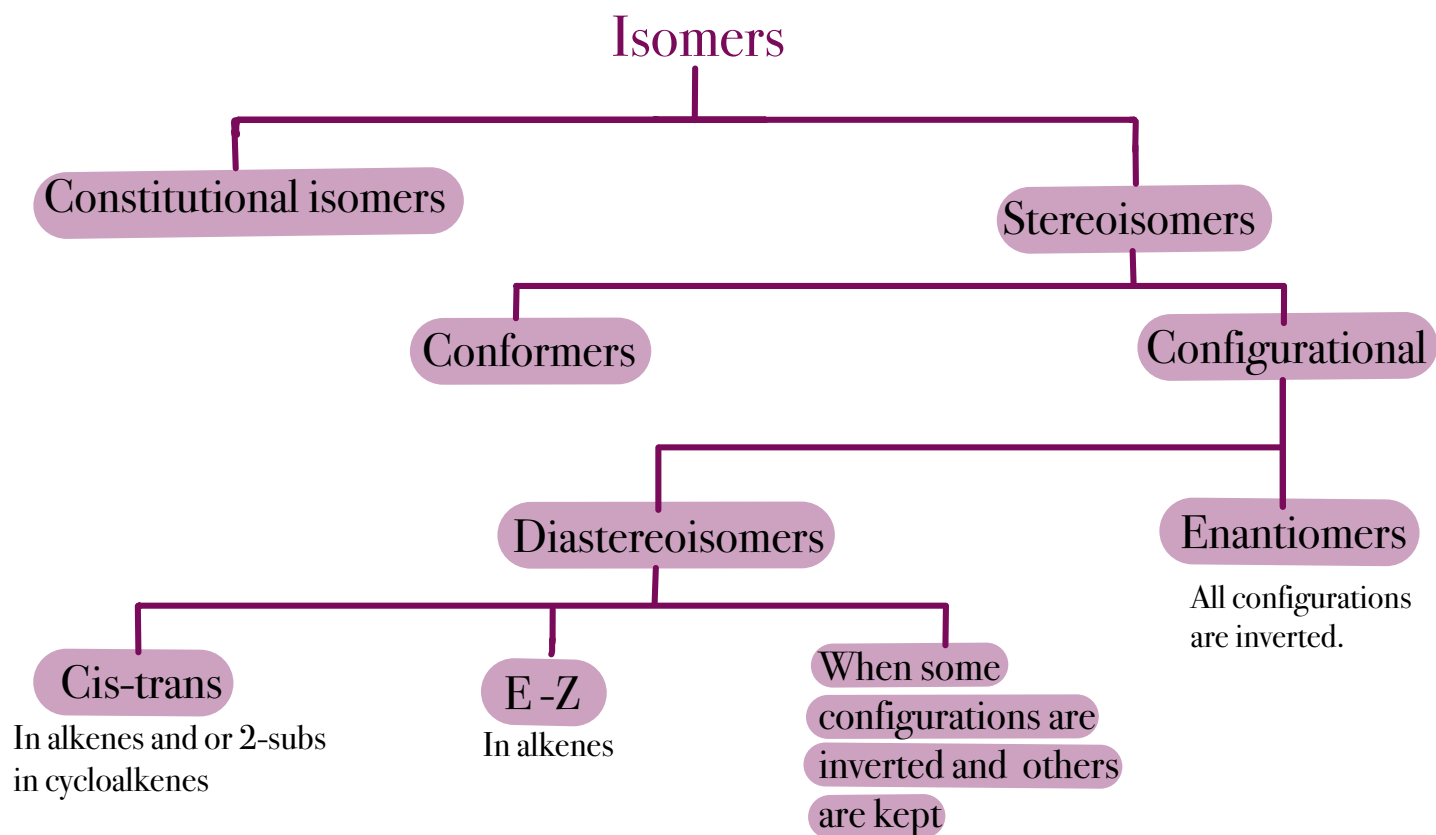 Isomers
Constitutional isomers
Stereoisomers
Conformers
Configurational
Diastereoisomers
Enantiomers
All configurations
are inverted.
Cis-trans
In alkenes and or 2-subs
in cycloalkenes
E -Z
In alkenes
When some
configurations are
inverted and others
are kept